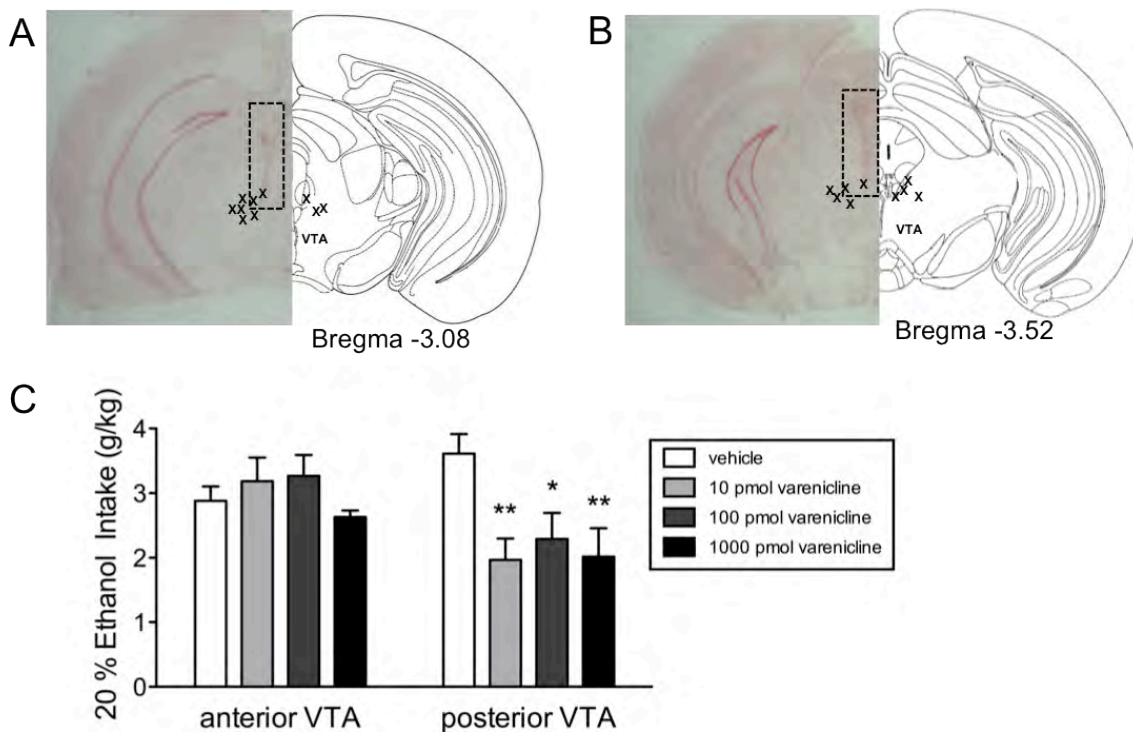 A
B
VTA
VTA
Bregma -3.08
Bregma -3.52
C
20 % Ethanol Intake (g/kg)
4
3
2
1
0
** * **
anterior VTA posterior VTA
vehicle
10 pmol varenicline
100 pmol varenicline
1000 pmol varenicline